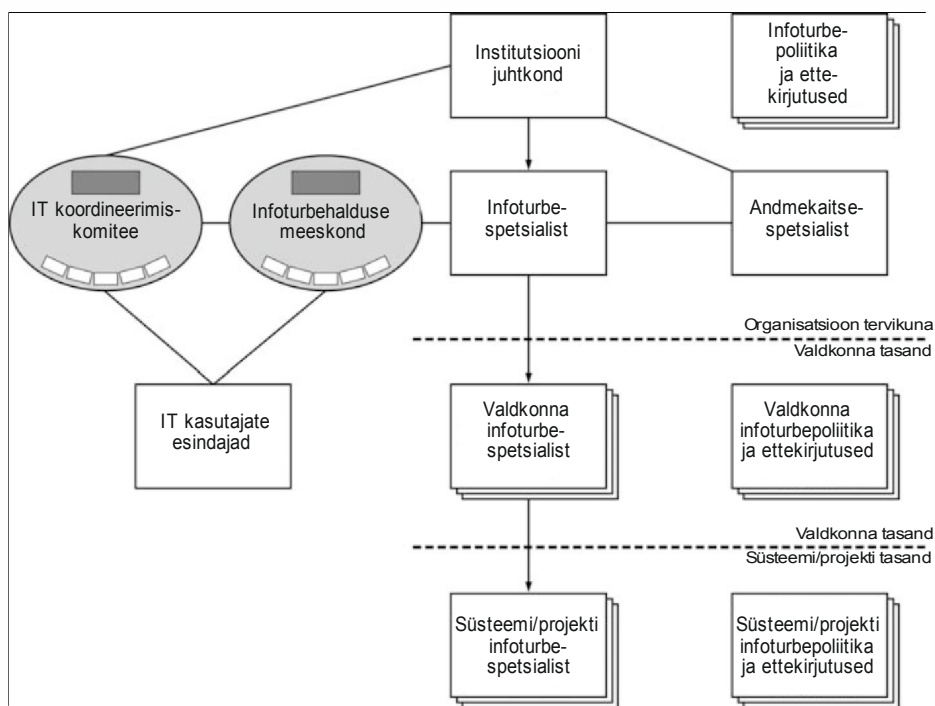 Institutsiooni
juhtkond
Infoturbe-
poliitika
ja ette-
kirjutused
IT koordineerimis-
komitee
Infoturbehalduse
meeskond
Infoturbe-
spetsialist
Andmekaitse-
spetsialist
Organisatsioon tervikuna
Valdkonna tasand
IT kasutajate
esindajad
Valdkonna
infoturbe-
spetsialist
Valdkonna
infoturbepoliitika
ja ettekirjutused
Valdkonna tasand
Süsteemi/projekti tasand
Süsteemi/projekti
infoturbe-
spetsialist
Süsteemi/projekti
infoturbepoliitika
ja ettekirjutused